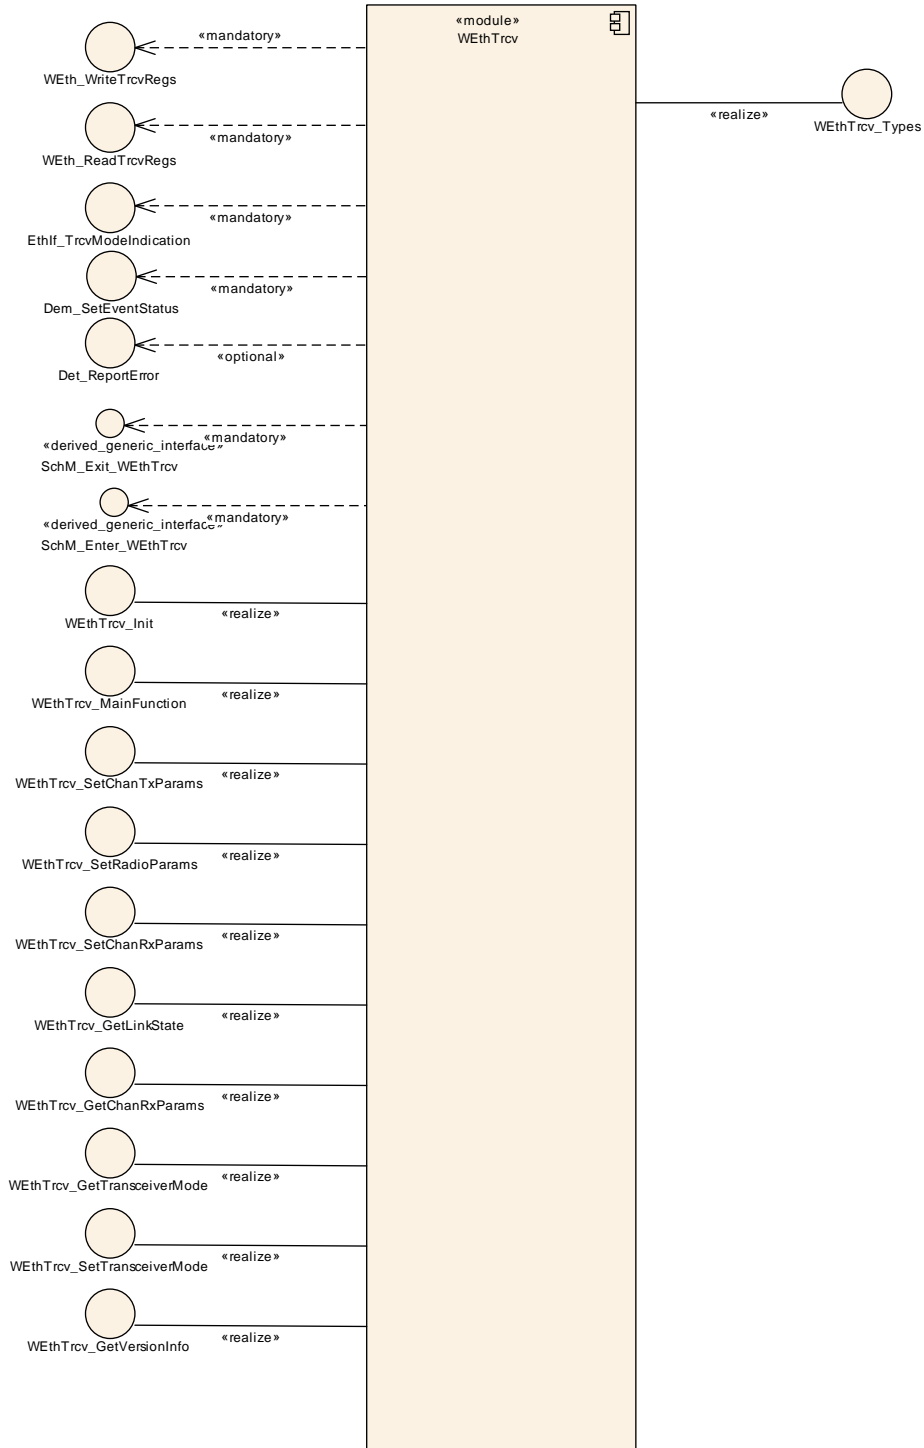 «module»
WEthTrcv
«mandatory»
WEth_WriteTrcvRegs
«realize»
WEthTrcv_Types
«mandatory»
WEth_ReadTrcvRegs
«mandatory»
EthIf_TrcvModeIndication
«mandatory»
Dem_SetEventStatus
«optional»
Det_ReportError
«mandatory»
«derived_generic_interface»
SchM_Exit_WEthTrcv
«mandatory»
«derived_generic_interface»
SchM_Enter_WEthTrcv
«realize»
WEthTrcv_Init
«realize»
WEthTrcv_MainFunction
«realize»
WEthTrcv_SetChanTxParams
«realize»
WEthTrcv_SetRadioParams
«realize»
WEthTrcv_SetChanRxParams
«realize»
WEthTrcv_GetLinkState
«realize»
WEthTrcv_GetChanRxParams
«realize»
WEthTrcv_GetTransceiverMode
«realize»
WEthTrcv_SetTransceiverMode
«realize»
WEthTrcv_GetVersionInfo